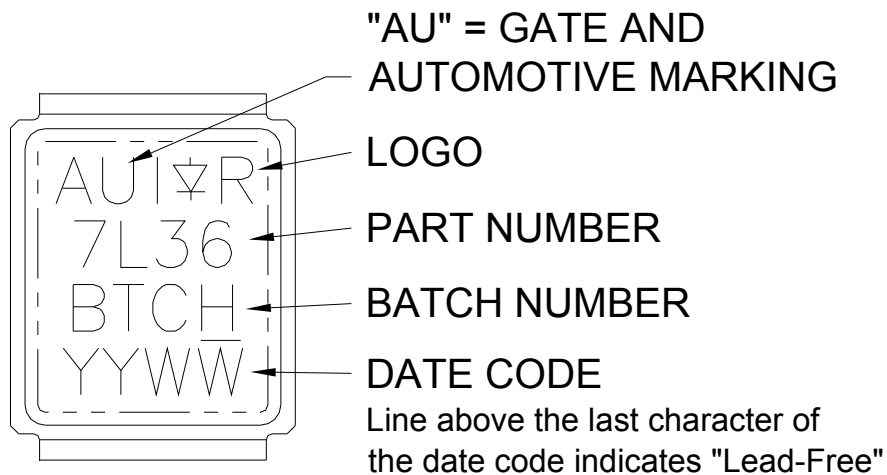 "AU" = GATE AND
AUTOMOTIVE MARKING
AUI R
LOGO
7L36
PART NUMBER
BTCH
BATCH NUMBER
YYWW
DATE CODE
Line above the last character of
the date code indicates "Lead-Free"